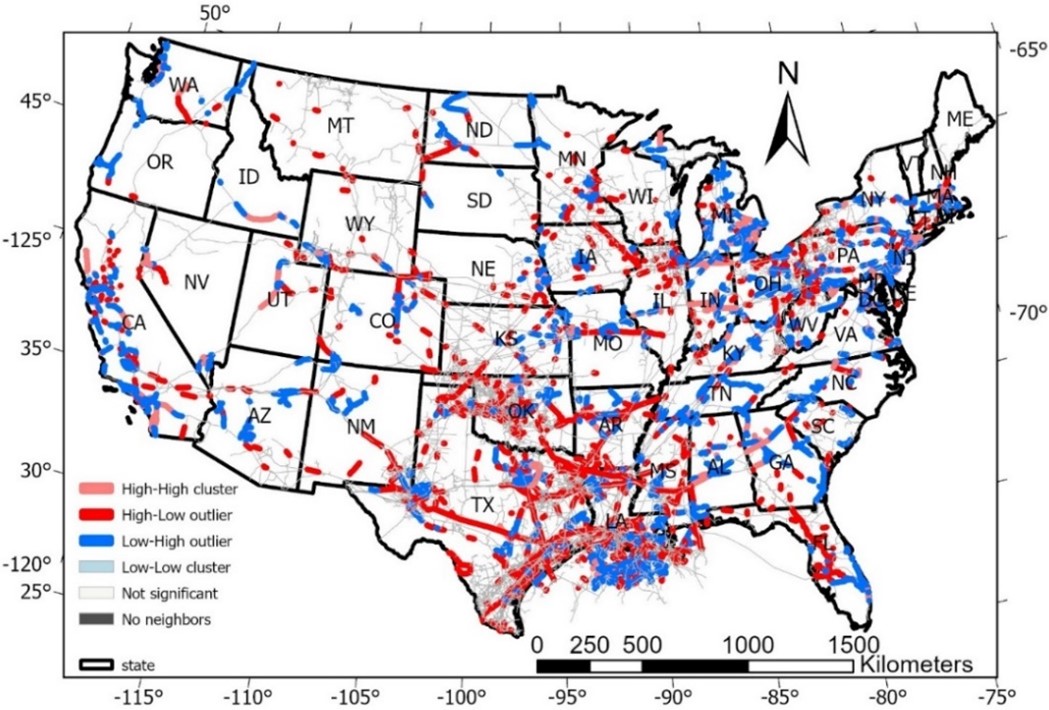 50°
-65°
N
45°
WA
MT
ND
MN
ME
OR
ID
SD
WI
MI
NY
NH
MA
WY
-125°
NV
UT
CO
NE
IA
IL
IN
OH
PA
NJ
MD
DC
DE
CA
KS
MO
WV
VA
KY
-70°
35°
AZ
NM
OK
AR
TN
NC
SC
30°
TX
LA
MS
AL
GA
FL
High-High cluster
High-Low outlier
Low-High outlier
Low-Low cluster
Not significant
No neighbors
state
-120°
25°
0 250 500 1000 1500
Kilometers
-115° -110° -105° -100° -95° -90° -85° -80° -75°